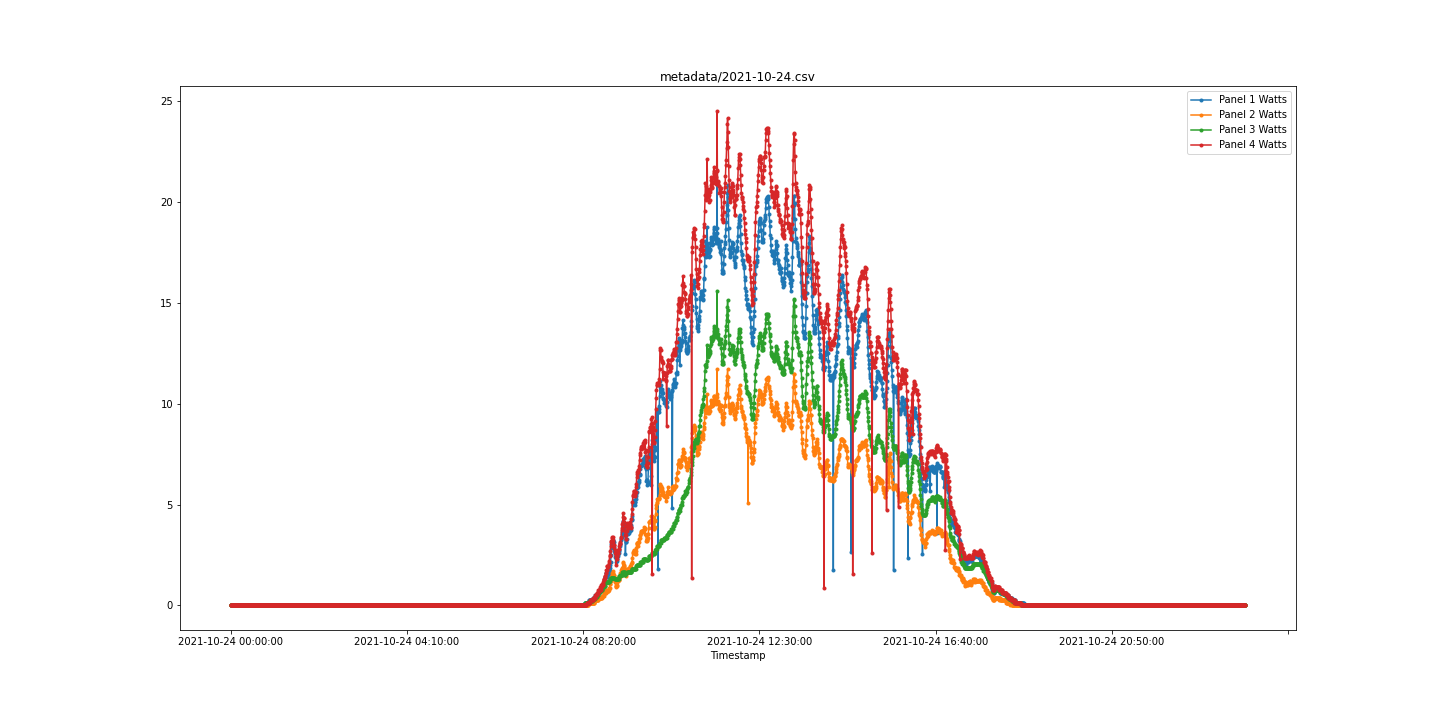 metadata/2021-10-24.csv
Panel 1 Watts
Panel 2 Watts
Panel 3 Watts
Panel 4 Watts
25
20
15
10
5
0
2021-10-24 00:00:00
2021-10-24 04:10:00
2021-10-24 08:20:00
2021-10-24 12:30:00
2021-10-24 16:40:00
2021-10-24 20:50:00
Timestamp